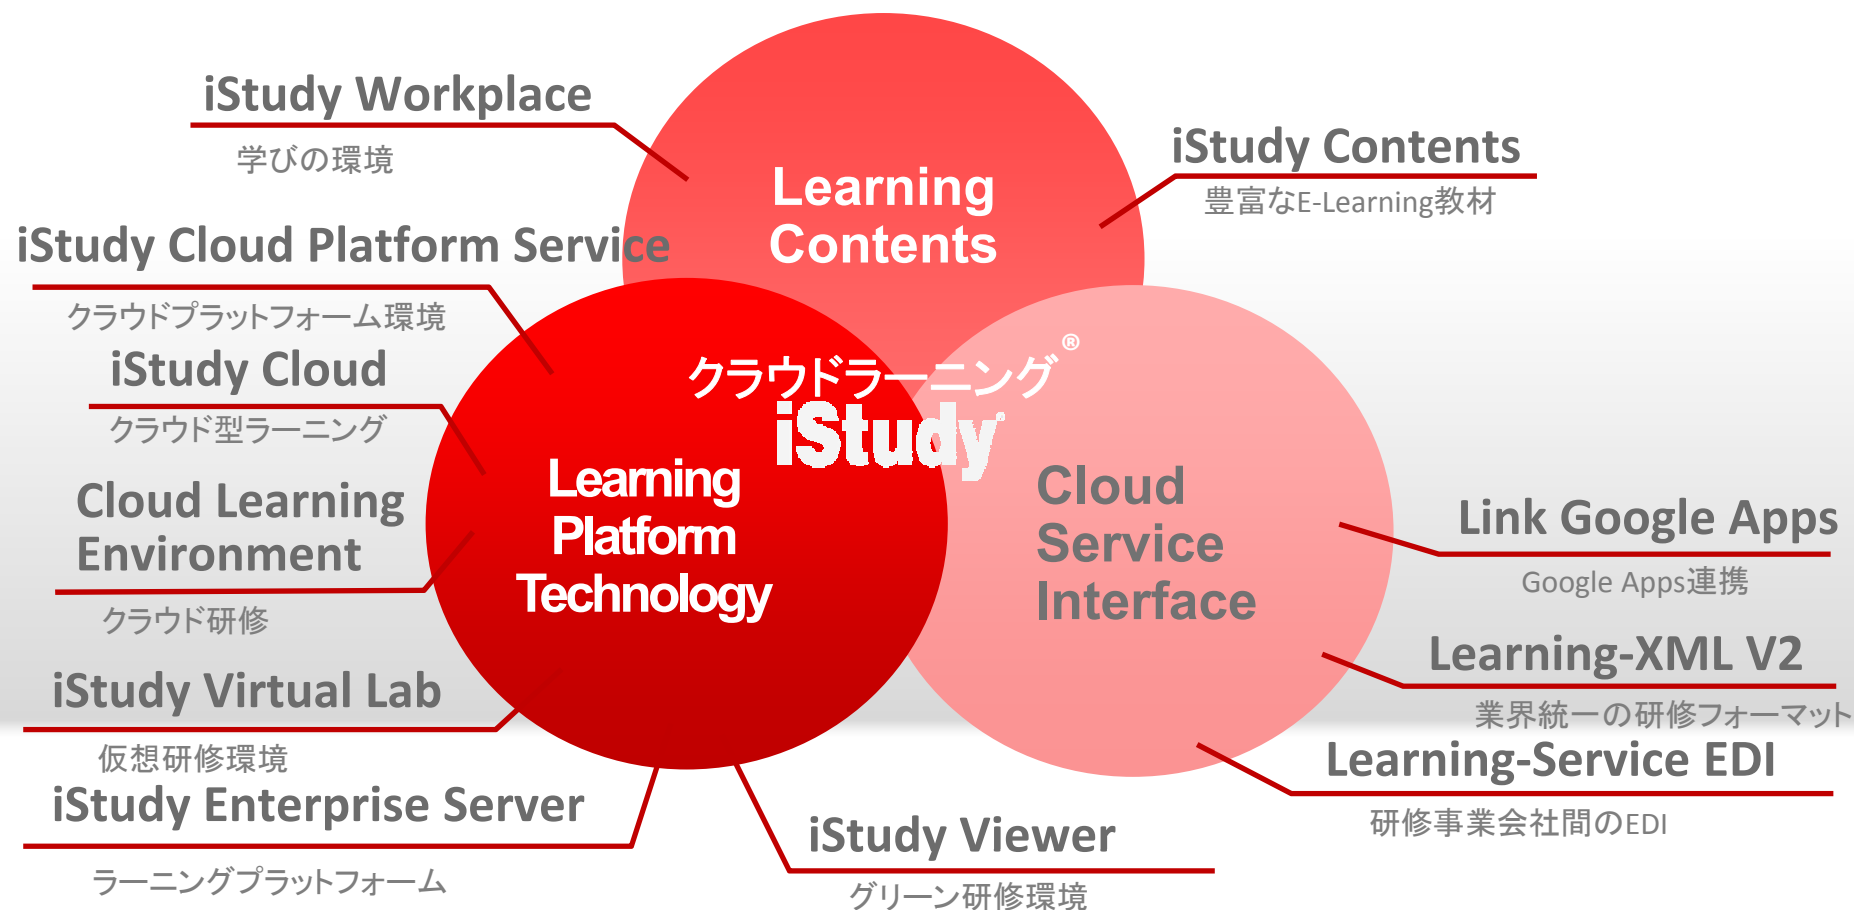 iStudy Workplace
学びの環境
iStudy Contents
豊富なE-Learning教材
Learning
Contents
iStudy Cloud Platform Service
クラウドプラットフォーム環境
iStudy Cloud
クラウド型ラーニング
Cloud Learning
Environment
クラウド研修
iStudy Virtual Lab
仮想研修環境
iStudy Enterprise Server
ラーニングプラットフォーム
クラウドラーニング®
iStudy®
Learning
Platform
Technology
Cloud
Service
Interface
Link Google Apps
Google Apps連携
Learning-XML V2
業界統一の研修フォーマット
Learning-Service EDI
研修事業会社間のEDI
iStudy Viewer
グリーン研修環境